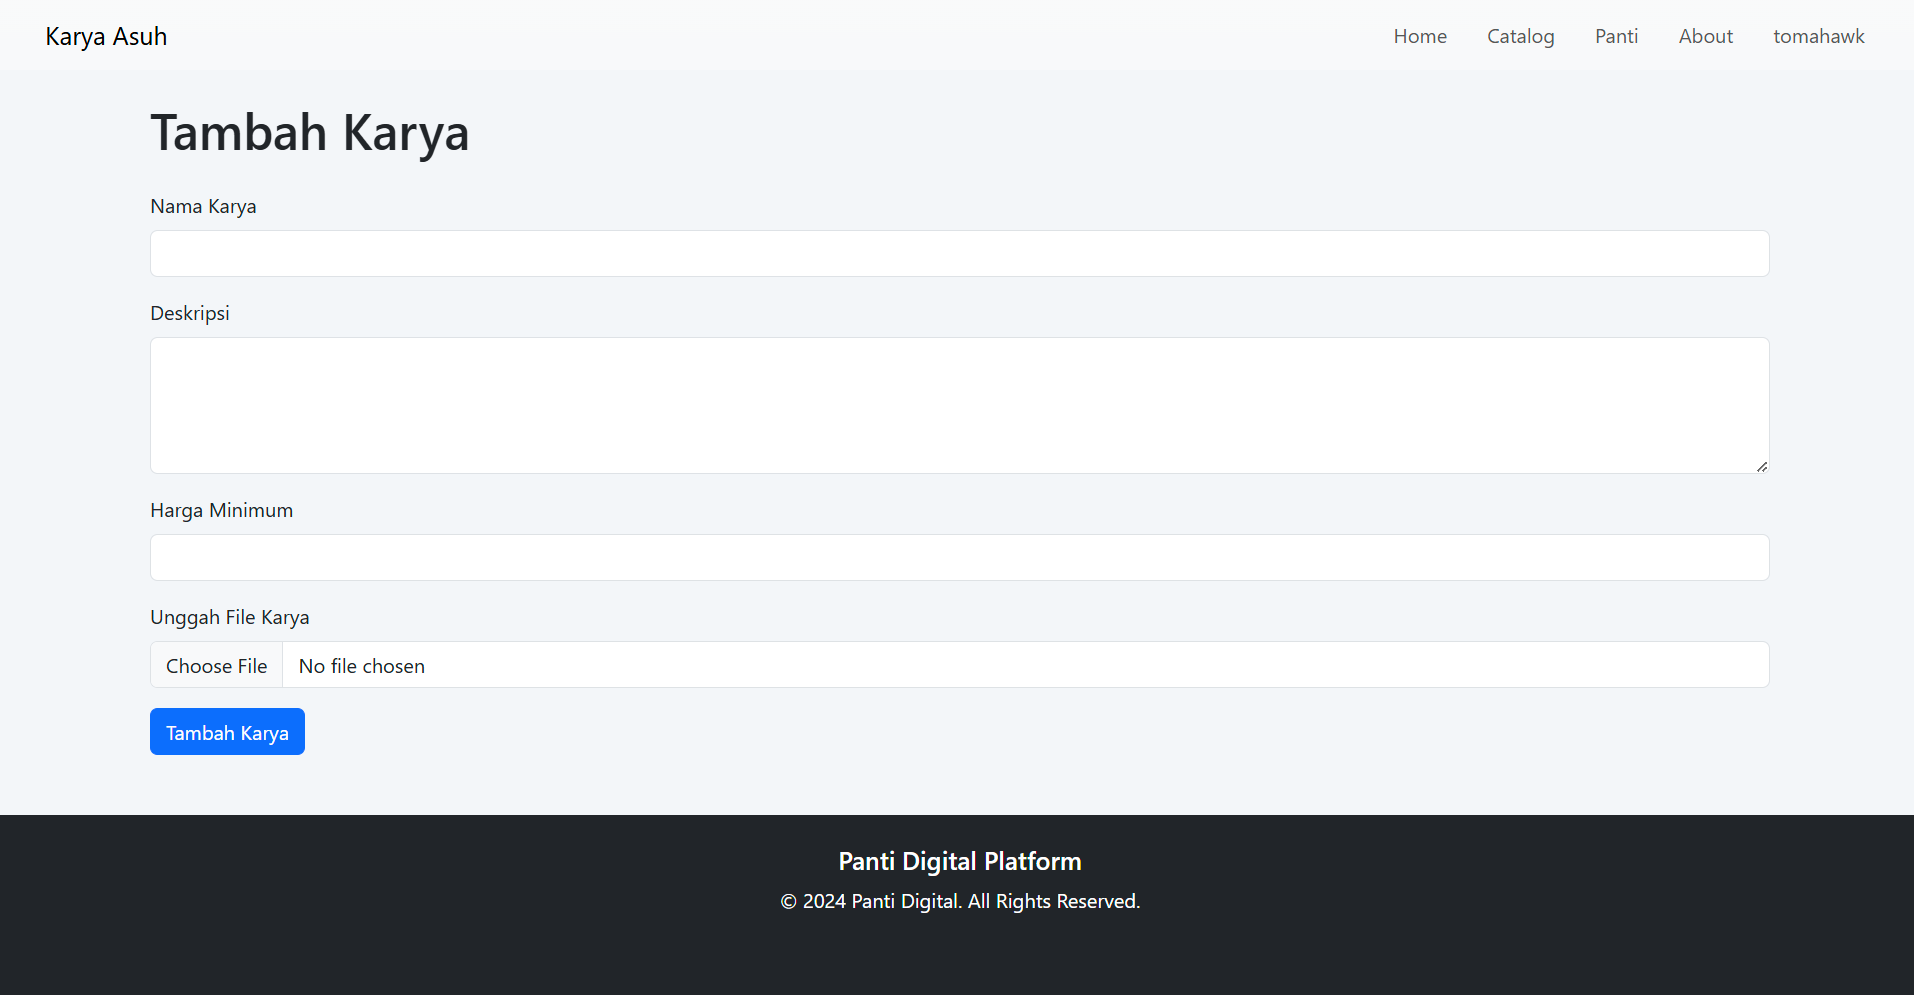 Karya Asuh
Home Catalog Panti About tomahawk
Tambah Karya
Nama Karya
Deskripsi
Harga Minimum
Unggah File Karya
Choose File No file chosen
Tambah Karya
Panti Digital Platform
© 2024 Panti Digital. All Rights Reserved.